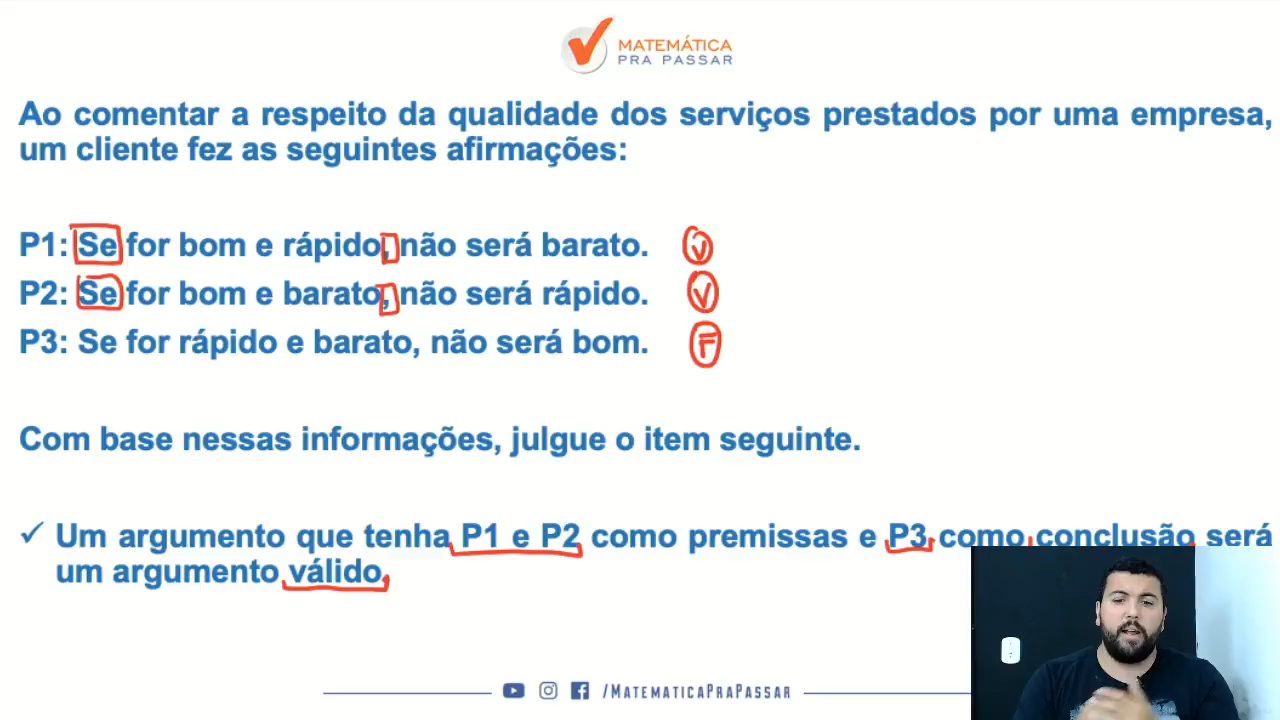 MATEMÁTICA
PRA PASSAR
Ao comentar a respeito da qualidade dos serviços prestados por uma empresa,
um cliente fez as seguintes afirmações:
P1: Se for bom e rápido, não será barato. V
P2: Se for bom e barato, não será rápido. V
P3: Se for rápido e barato, não será bom. F
Com base nessas informações, julgue o item seguinte.
✓ Um argumento que tenha P1 e P2 como premissas e P3 como conclusão será
um argumento válido.
/MATEMATICAPRAPASSAR